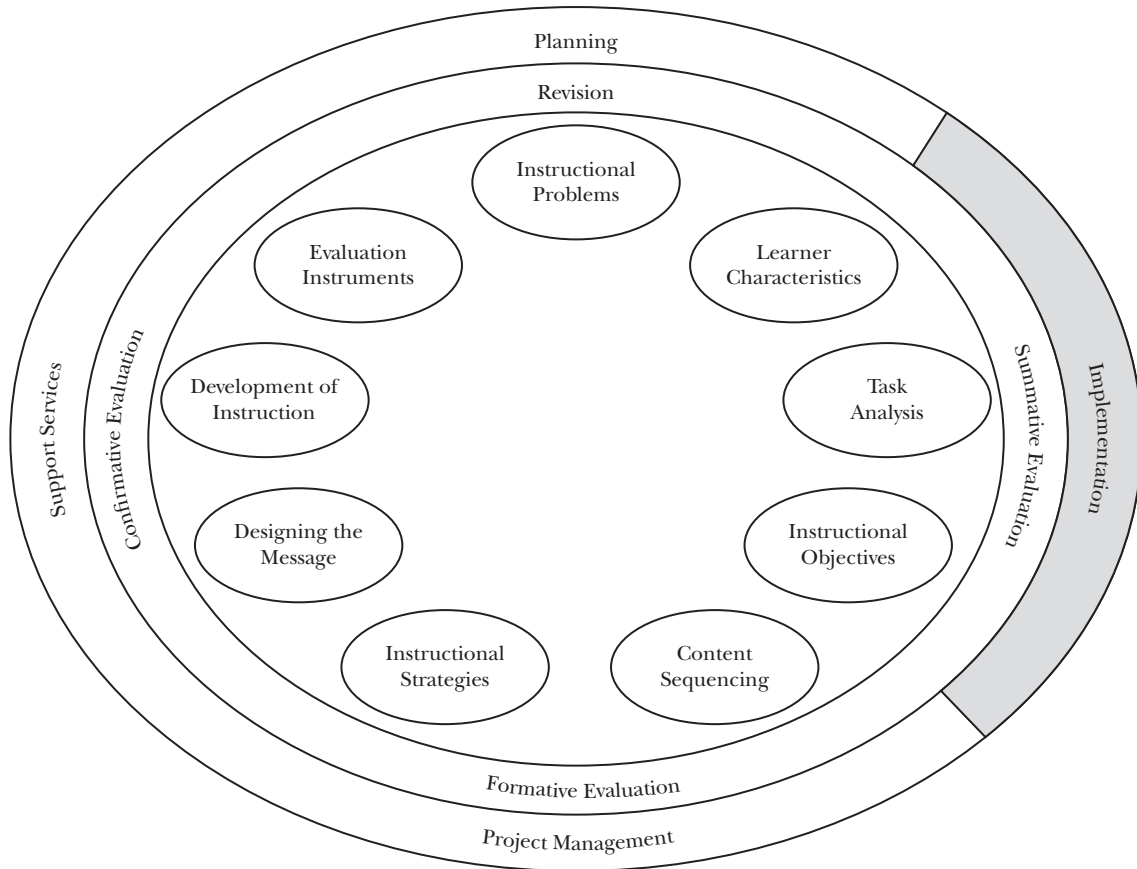 Planning
Revision
Instructional
Problems
Evaluation
Instruments
Learner
Characteristics
Development of
Instruction
Task
Analysis
Support Services
Confirmative Evaluation
Summative Evaluation
Implementation
Designing the
Message
Instructional
Objectives
Instructional
Strategies
Content
Sequencing
Formative Evaluation
Project Management